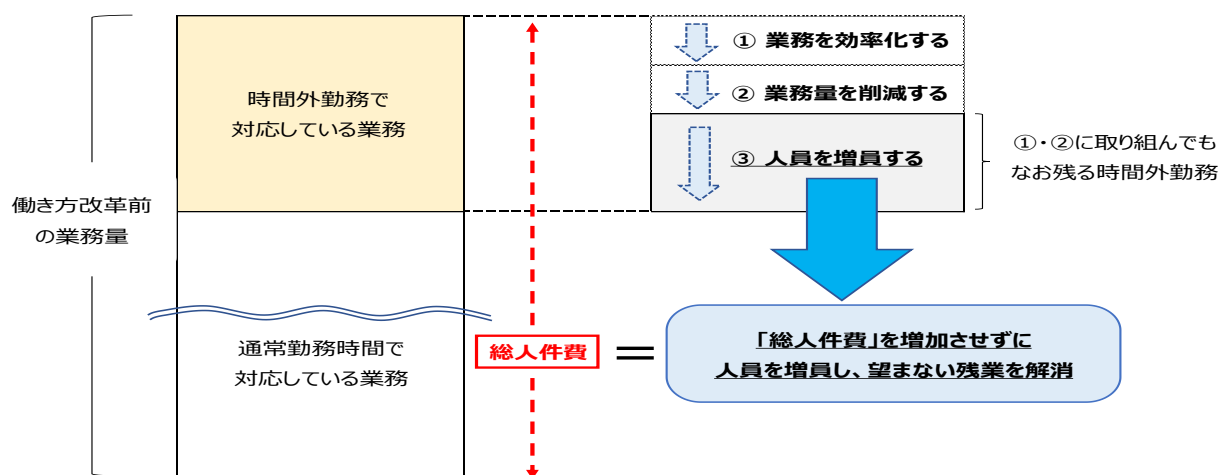 働き方改革前
の業務量
時間外勤務で
対応している業務
通常勤務時間で
対応している業務
総人件費
① 業務を効率化する
② 業務量を削減する
③ 人員を増員する
①・②に取り組んでも
なお残る時間外勤務
＝
「総人件費」を増加させずに
人員を増員し、望まない残業を解消